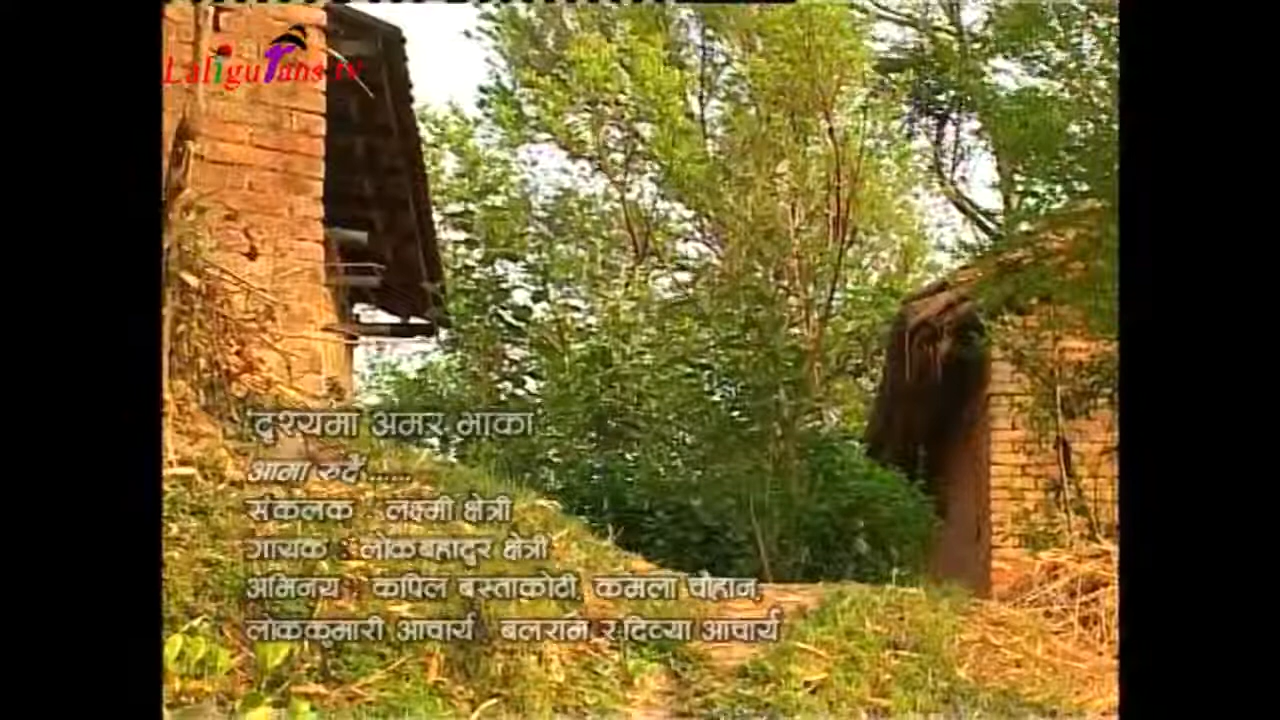 Laligurans tv
दृश्यमा अमर भाका
आमा रुदै ......
संकलक : लक्ष्मी क्षेत्री
गायक : लोकबहादुर क्षेत्री
अभिनय : कपिल बस्ताकोटी, कमला चौहान,
लोककुमारी आचार्य , बलराम, र दिव्या आचार्य